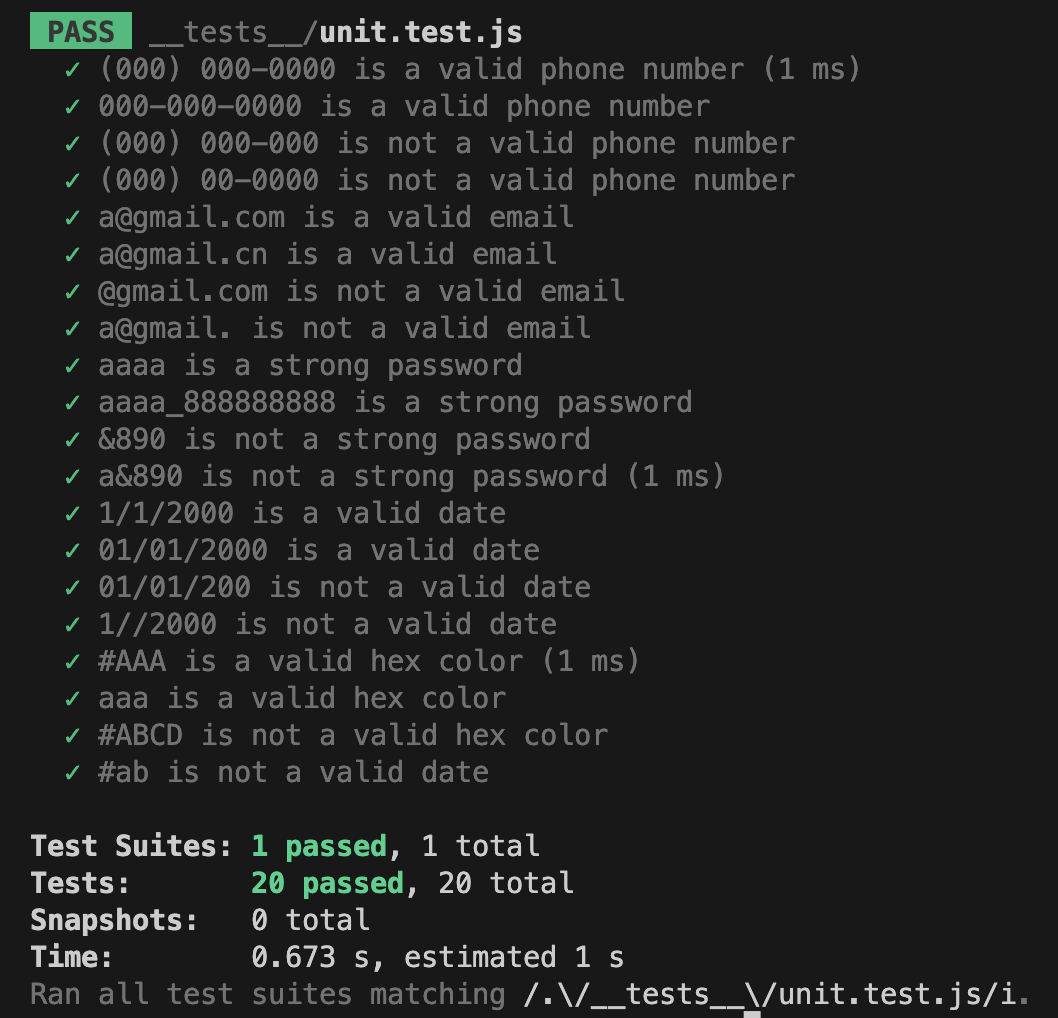 PASS __tests__/unit.test.js
✓ (000) 000-0000 is a valid phone number (1 ms)
✓ 000-000-0000 is a valid phone number
✓ (000) 000-000 is not a valid phone number
✓ (000) 00-0000 is not a valid phone number
✓ a@gmail.com is a valid email
✓ a@gmail.cn is a valid email
✓ @gmail.com is not a valid email
✓ a@gmail. is not a valid email
✓ aaaa is a strong password
✓ aaaa_888888888 is a strong password
✓ &890 is not a strong password
✓ a&890 is not a strong password (1 ms)
✓ 1/1/2000 is a valid date
✓ 01/01/2000 is a valid date
✓ 01/01/200 is not a valid date
✓ 1//2000 is not a valid date
✓ #AAA is a valid hex color (1 ms)
✓ aaa is a valid hex color
✓ #ABCD is not a valid hex color
✓ #ab is not a valid date
Test Suites: 1 passed, 1 total
Tests: 20 passed, 20 total
Snapshots: 0 total
Time: 0.673 s, estimated 1 s
Ran all test suites matching /.\/__tests__\/unit.test.js/i.